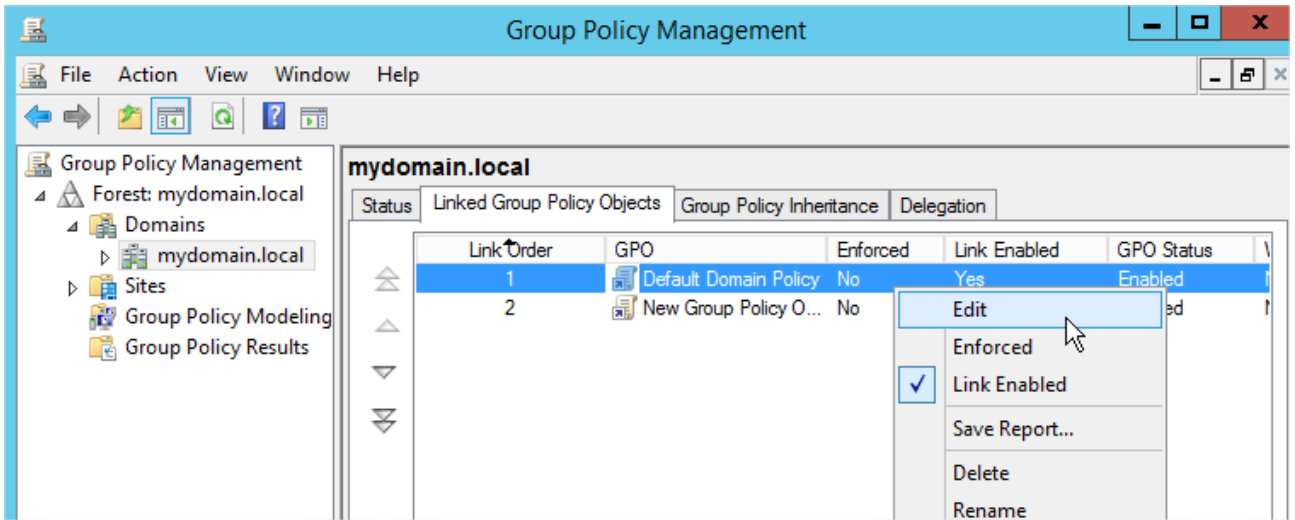 Group Policy Management
File Action View Window Help
Group Policy Management
Forest: mydomain.local
Domains
mydomain.local
Sites
Group Policy Modeling
Group Policy Results
mydomain.local
Status Linked Group Policy Objects Group Policy Inheritance Delegation
Link Order GPO Enforced Link Enabled GPO Status
1 Default Domain Policy No Yes Enabled
2 New Group Policy O... No ed
Edit
Enforced
Link Enabled
Save Report...
Delete
Rename